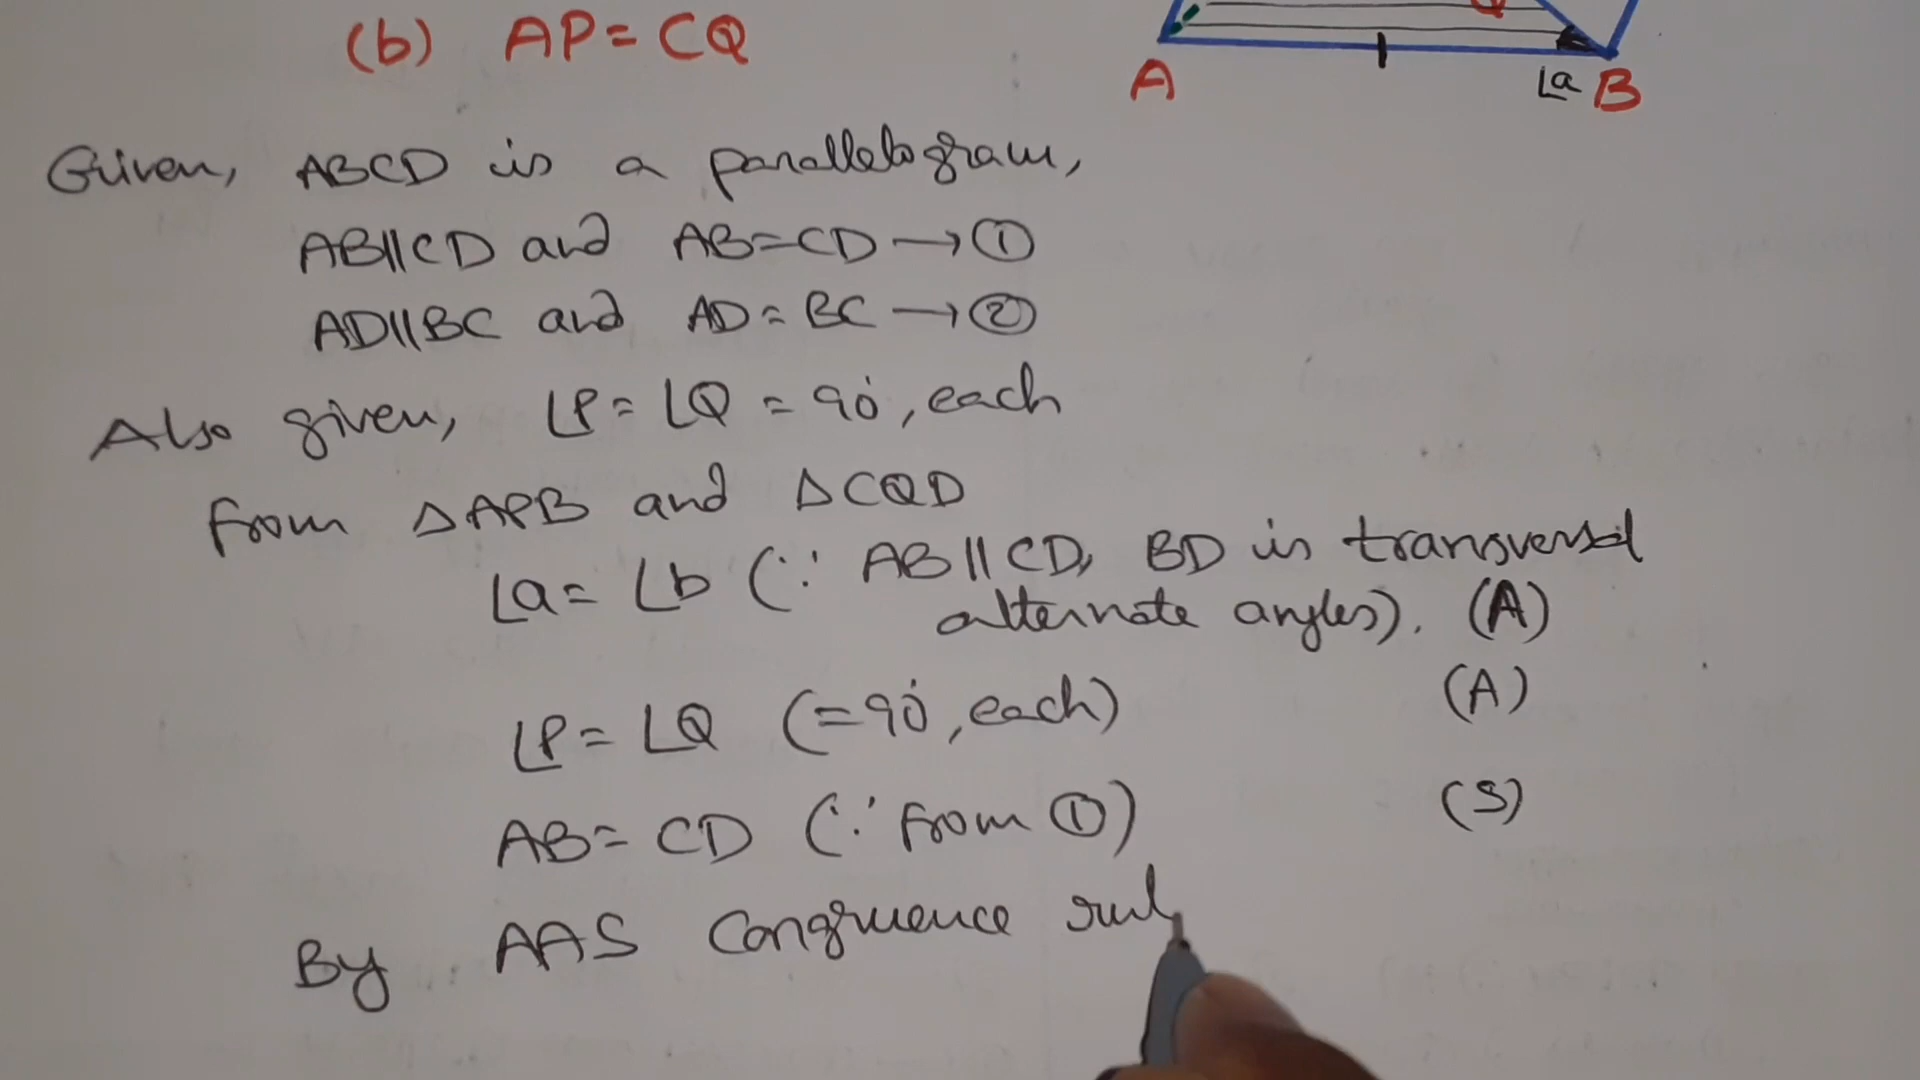 (b) AP = CQ
A
∟a B
Given, ABCD is a parallelogram,
AB||CD and AB=CD → ①
AD||BC and AD = BC → ②
Also given, ∟P = ∟Q = 90°, each
from △APB and △CQD
∟a = ∟b (∵ AB || CD, BD is transversal
alternate angles). (A)
∟P = ∟Q (= 90°, each) (A)
AB = CD (∵ from ①) (S)
By AAS Congruence rul